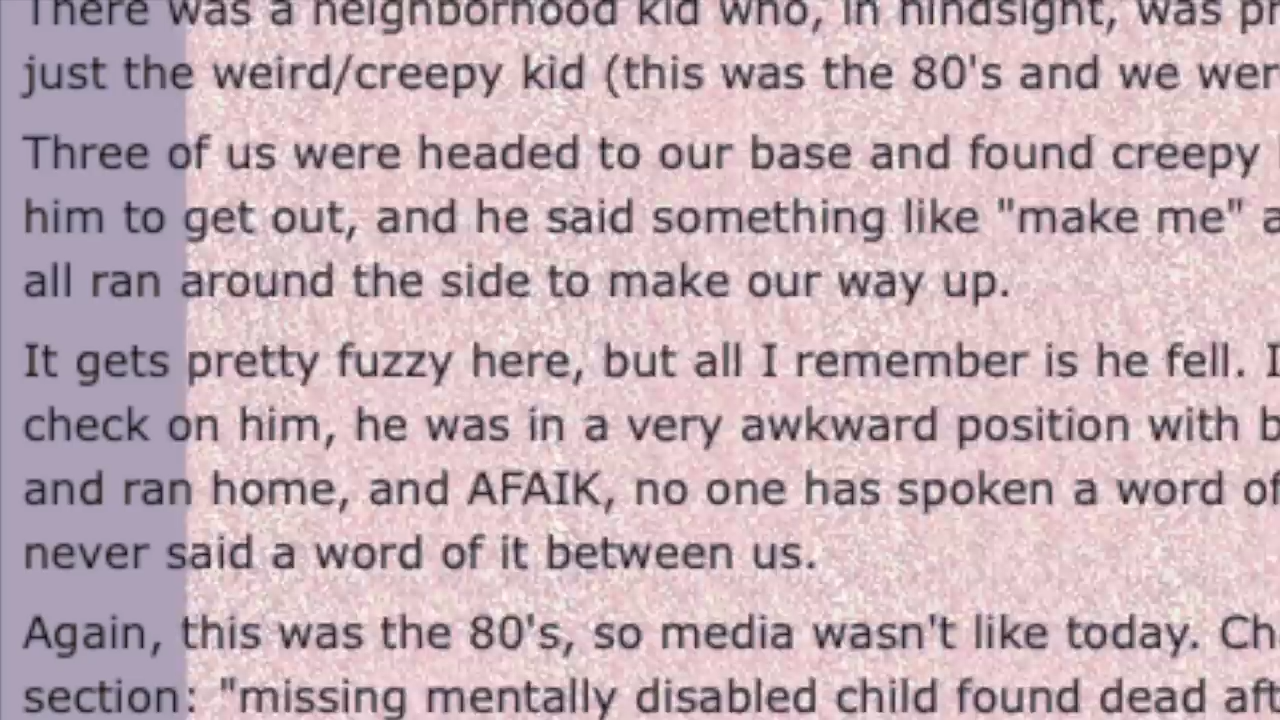 There was a neighborhood kid who, in hindsight, was
just the weird/creepy kid (this was the 80's and we
Three of us were headed to our base and found creepy
him to get out, and he said something like "make me"
all ran around the side to make our way up.
It gets pretty fuzzy here, but all I remember is he fell. I
check on him, he was in a very awkward position with
and ran home, and AFAIK, no one has spoken a word of
never said a word of it between us.
Again, this was the 80's, so media wasn't like today.
section: "missing mentally disabled child found dead